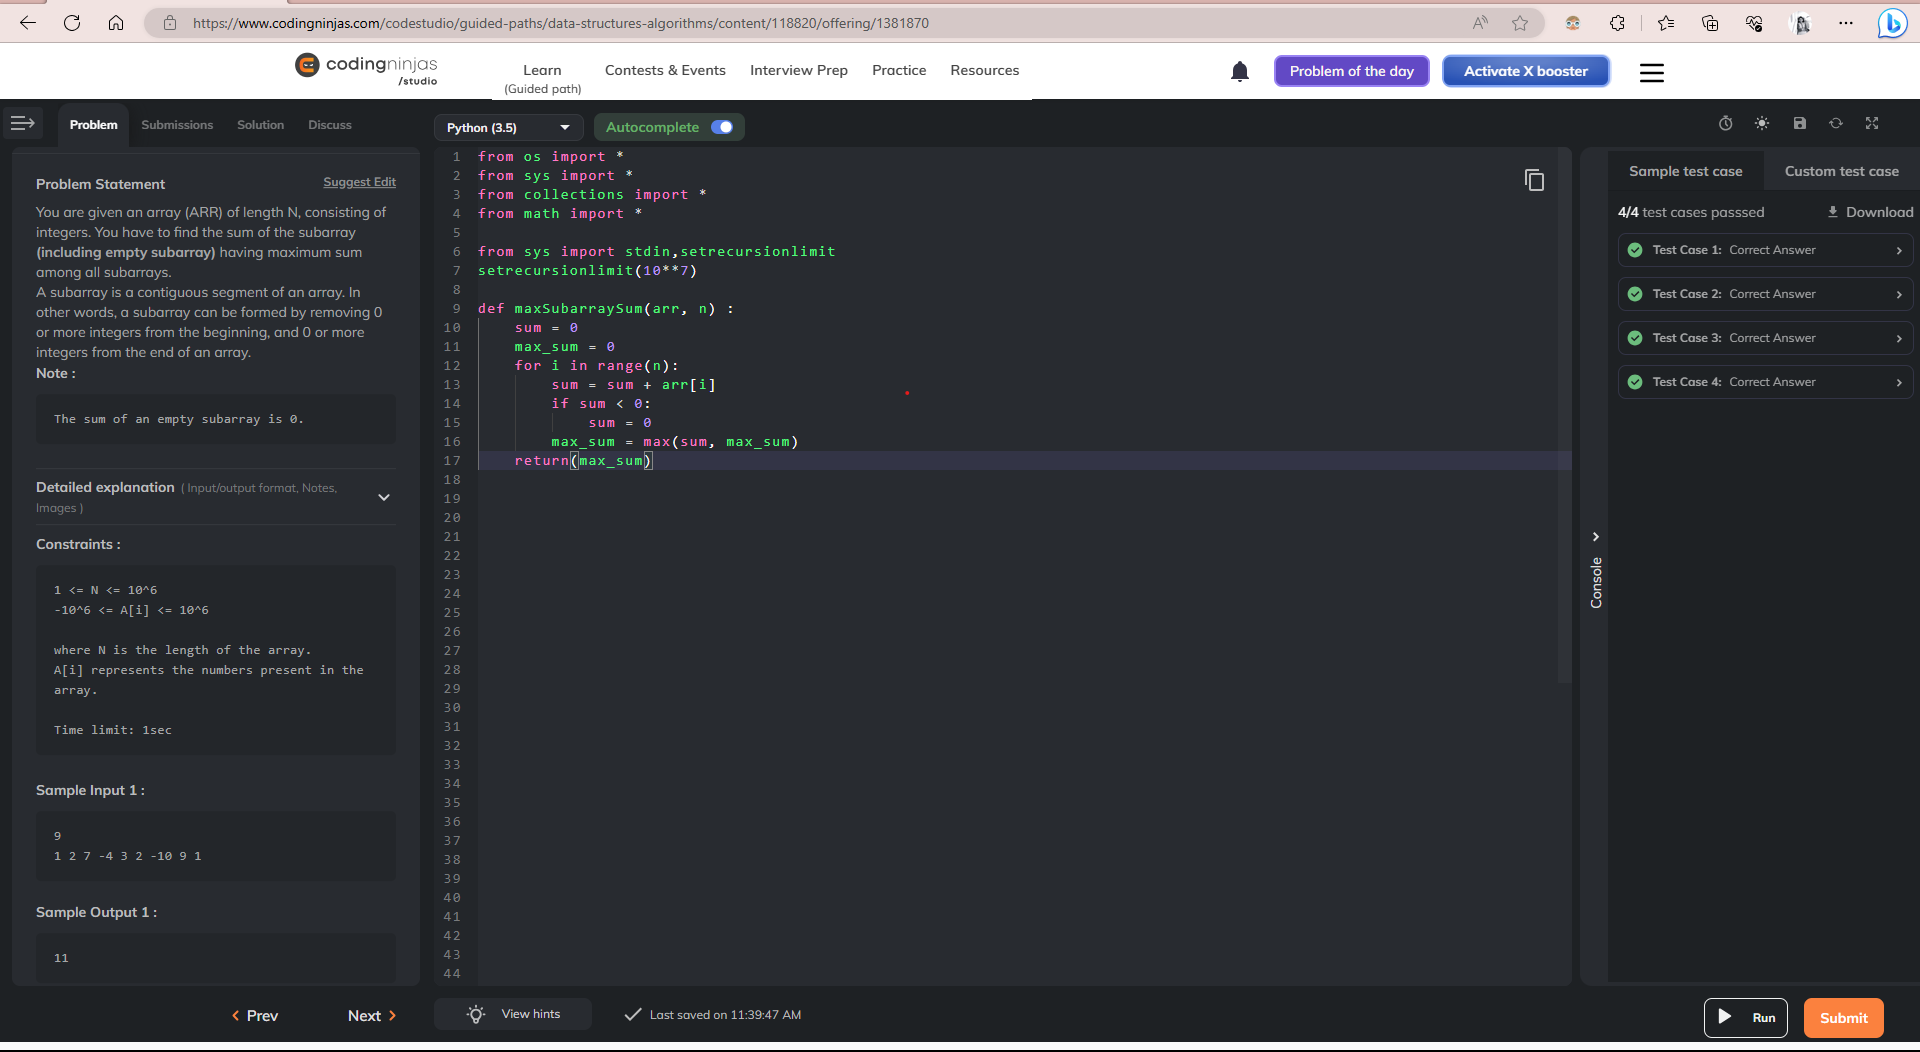 https://www.codingninjas.com/codestudio/guided-paths/data-structures-algorithms/content/118820/offering/1381870
codingninjas
/studio
Learn
(Guided path)
Contests & Events
Interview Prep
Practice
Resources
Problem of the day
Activate X booster
Problem
Submissions
Solution
Discuss
Python (3.5)
Autocomplete
Problem Statement
Suggest Edit
You are given an array (ARR) of length N, consisting of
integers. You have to find the sum of the subarray
(including empty subarray) having maximum sum
among all subarrays.
A subarray is a contiguous segment of an array. In
other words, a subarray can be formed by removing 0
or more integers from the beginning, and 0 or more
integers from the end of an array.
Note :
The sum of an empty subarray is 0.
Detailed explanation ( Input/output format, Notes,
Images )
Constraints :
1 <= N <= 10^6
-10^6 <= A[i] <= 10^6
where N is the length of the array.
A[i] represents the numbers present in the
array.
Time limit: 1sec
Sample Input 1 :
9
1 2 7 -4 3 2 -10 9 1
Sample Output 1 :
11
Prev
Next
1 from os import *
2 from sys import *
3 from collections import *
4 from math import *
5
6 from sys import stdin,setrecursionlimit
7 setrecursionlimit(10**7)
8
9 def maxSubarraySum(arr, n) :
10 sum = 0
11 max_sum = 0
12 for i in range(n):
13 sum = sum + arr[i]
14 if sum < 0:
15 sum = 0
16 max_sum = max(sum, max_sum)
17 return(max_sum)
18
19
20
21
22
23
24
25
26
27
28
29
30
31
32
33
34
35
36
37
38
39
40
41
42
43
44
View hints
Last saved on 11:39:47 AM
Console
Sample test case
Custom test case
4/4 test cases passsed
Download
Test Case 1: Correct Answer
Test Case 2: Correct Answer
Test Case 3: Correct Answer
Test Case 4: Correct Answer
Run
Submit